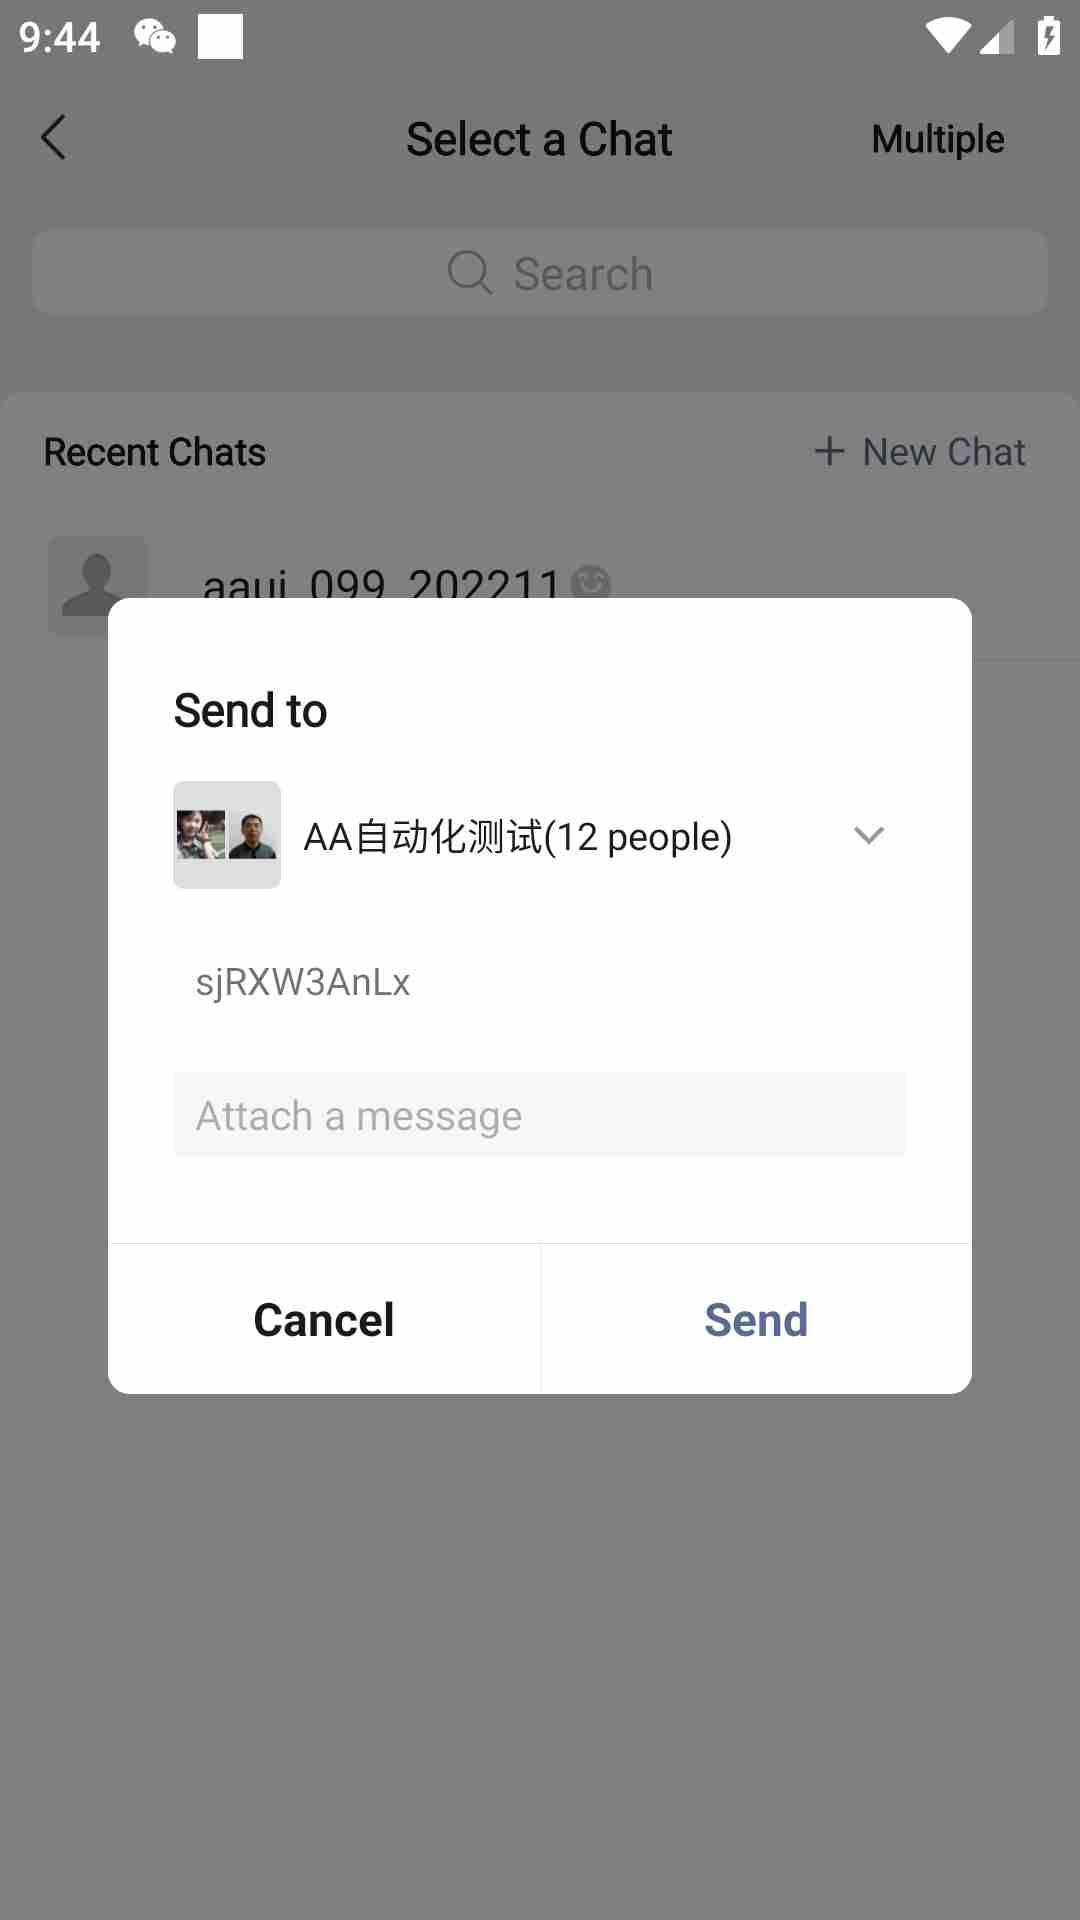 9:44
Select a Chat
Multiple
Search
Recent Chats
+ New Chat
aaui_099_202211
Send to
AA自动化测试(12 people)
sjRXW3AnLx
Attach a message
Cancel
Send